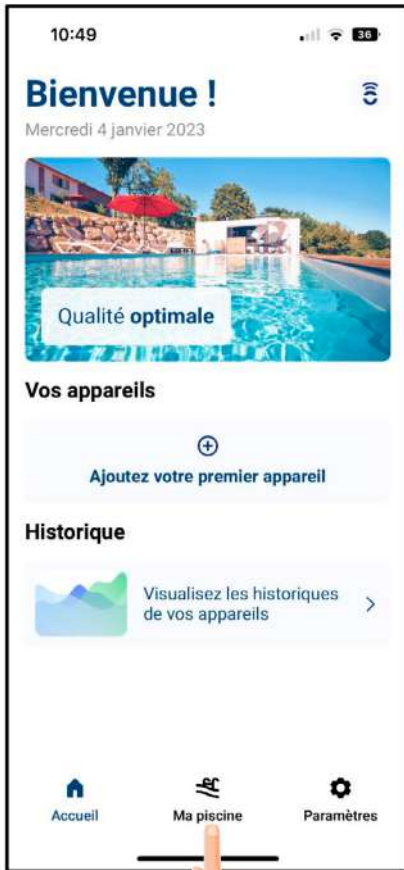 10:49
36
Bienvenue !
Mercredi 4 janvier 2023
Qualité optimale
Vos appareils
Ajoutez votre premier appareil
Historique
Visualisez les historiques
de vos appareils
Accueil
Ma piscine
Paramètres